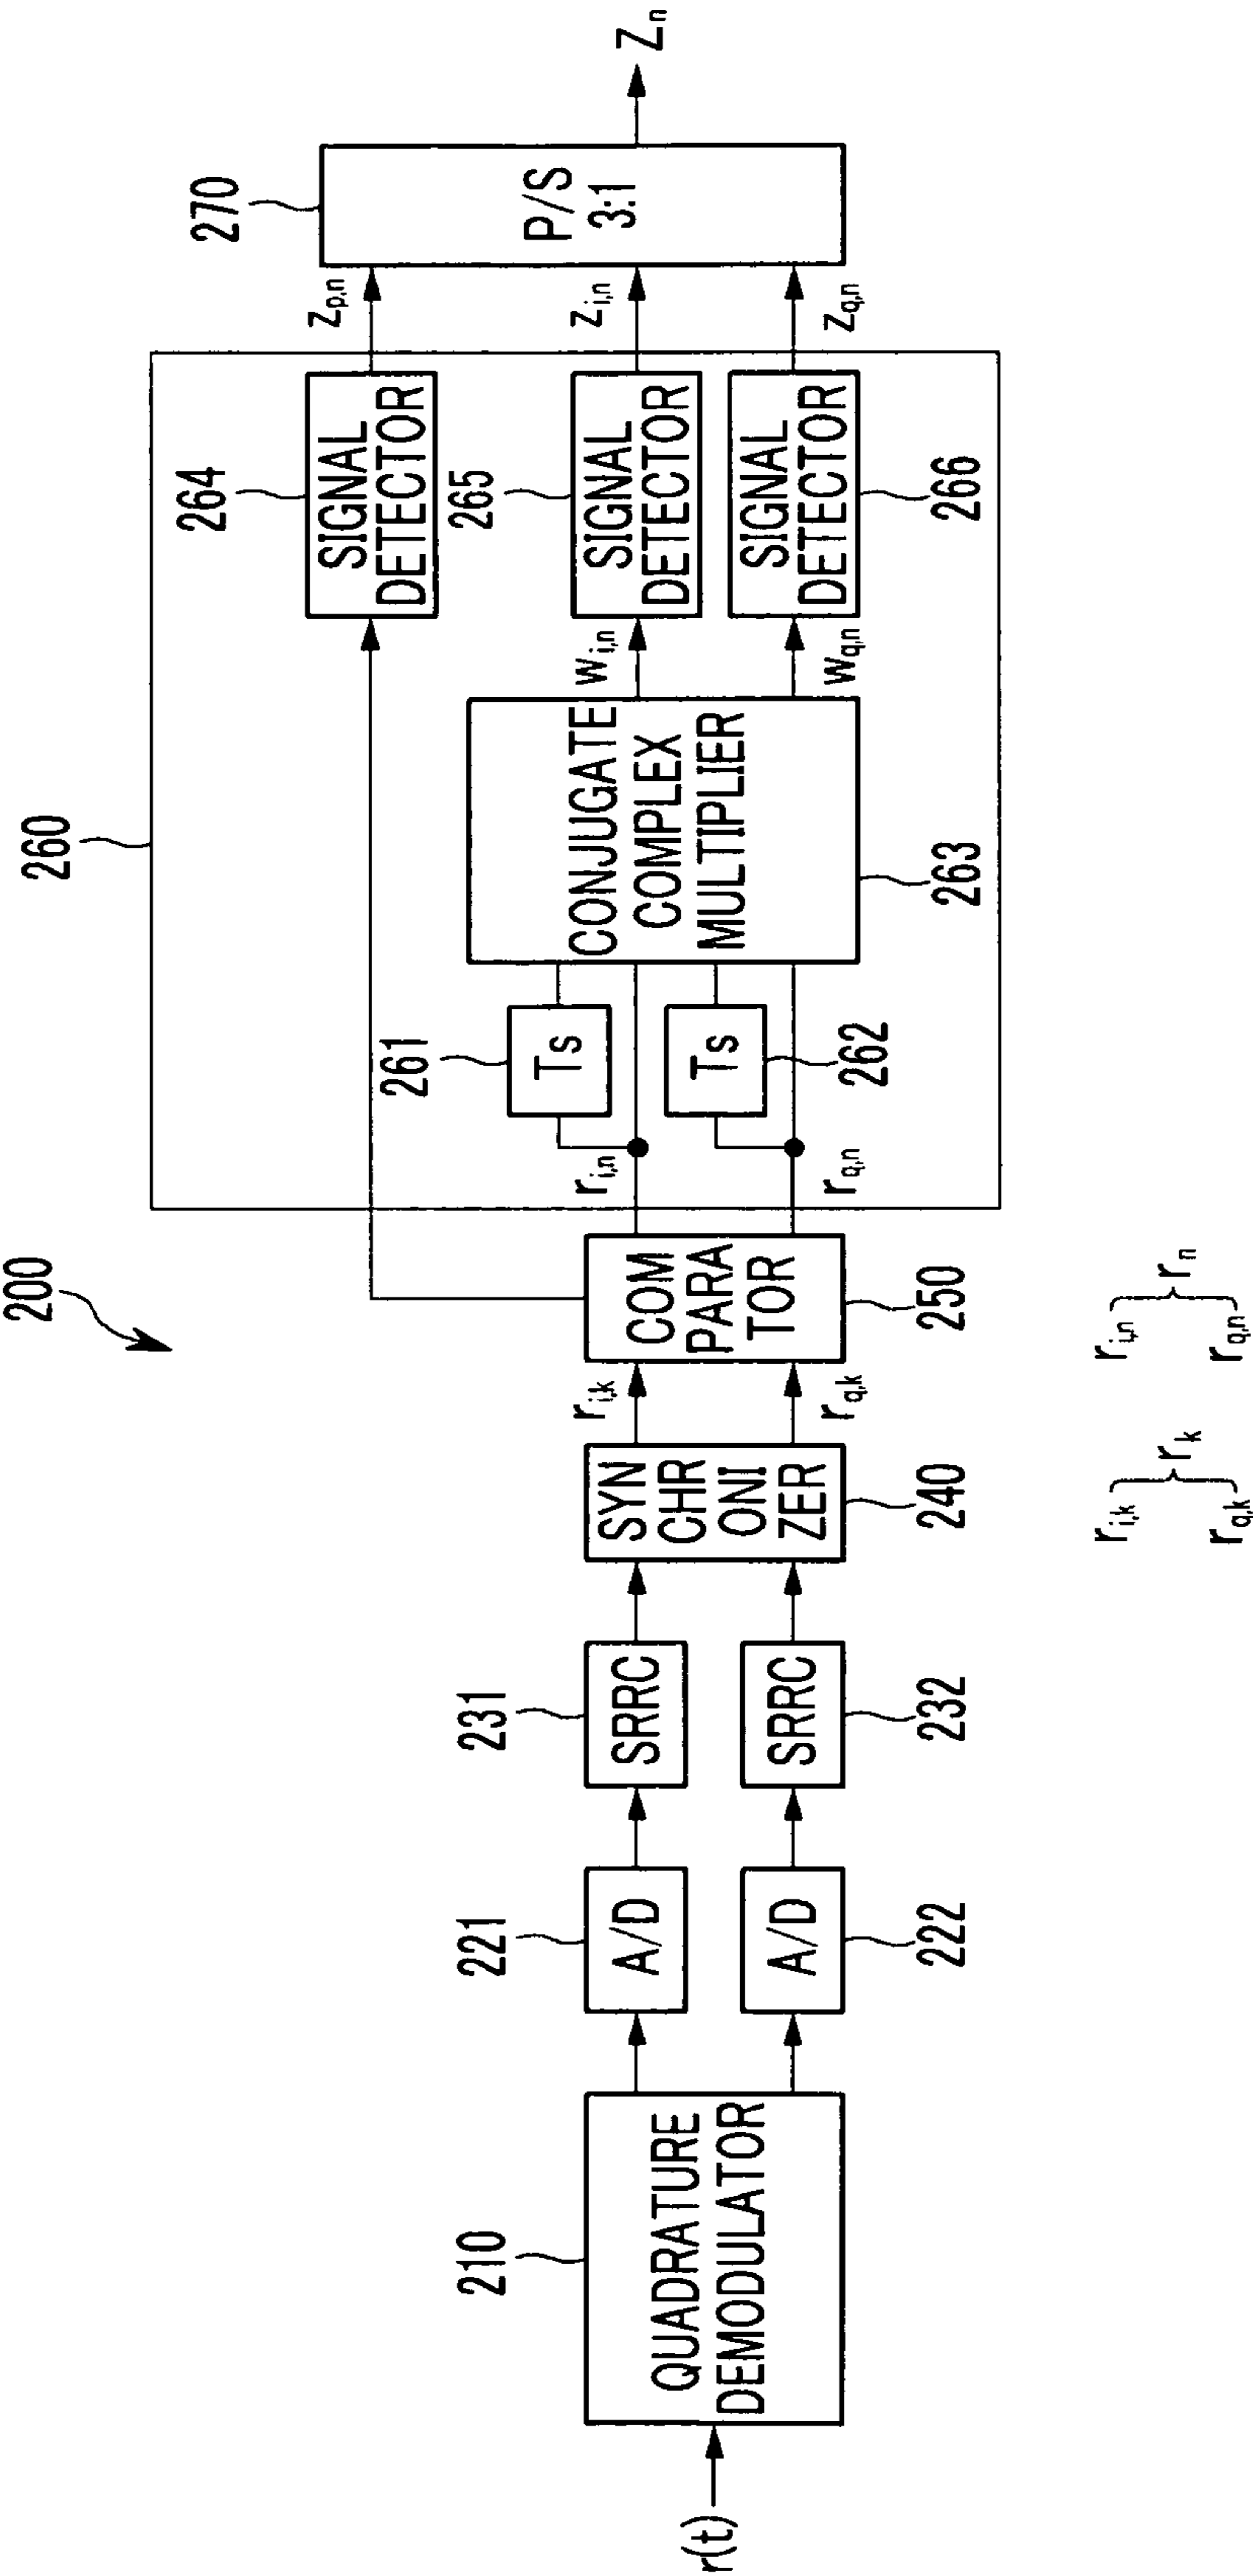 200
r(t)
210
QUADRATURE
DEMODULATOR
221
A/D
222
A/D
231
SRRC
232
SRRC
240
SYN
CHR
ONI
ZER
r_{i,k}
r_{q,k}
250
COM
PARA
TOR
260
r_{i,n}
r_{q,n}
261
Ts
262
Ts
263
CONJUGATE
COMPLEX
MULTIPLIER
w_{i,n}
w_{q,n}
264
SIGNAL
DETECTOR
265
SIGNAL
DETECTOR
266
SIGNAL
DETECTOR
z_{p,n}
z_{i,n}
z_{q,n}
270
P/S
3:1
Z_n
r_{i,k}
r_{q,k}
r_k
r_{i,n}
r_{q,n}
r_n